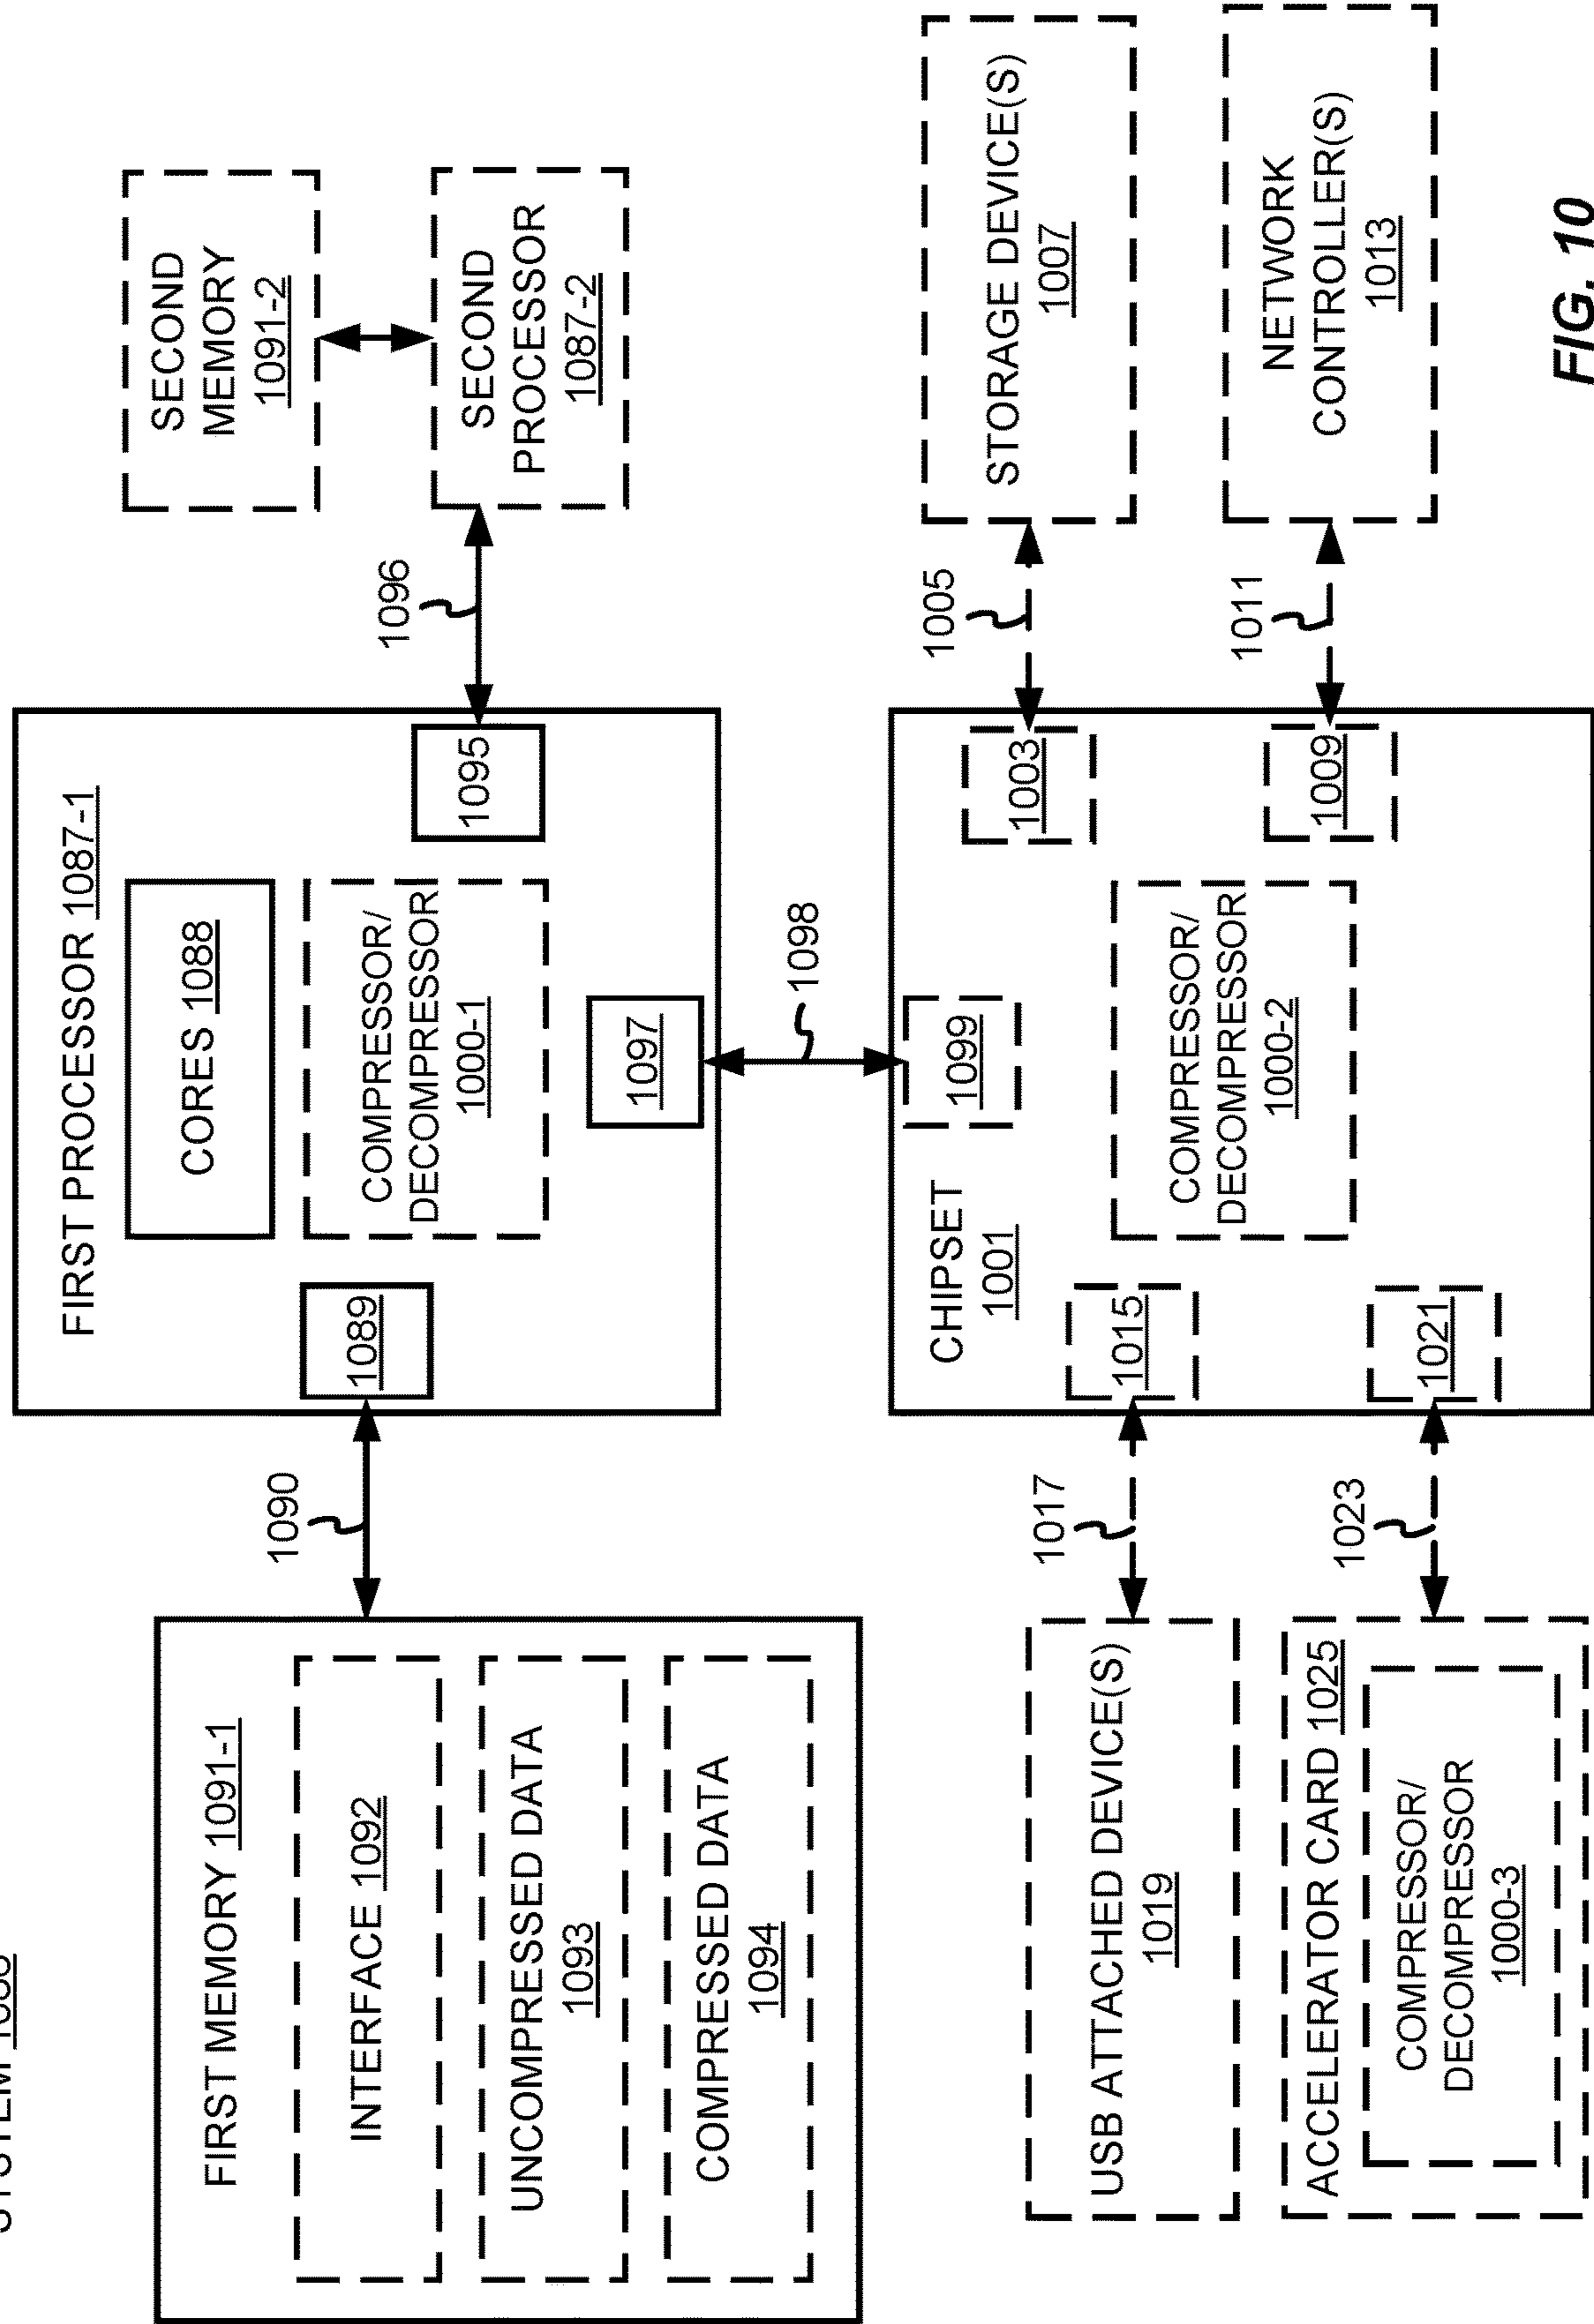 SYSTEM
FIRST MEMORY 1091-1
INTERFACE 1092
UNCOMPRESSED DATA
1093
COMPRESSED DATA
1094
1090
FIRST PROCESSOR 1087-1
CORES 1088
1089
COMPRESSOR/
DECOMPRESSOR
1000-1
1095
1097
1096
SECOND
MEMORY
1091-2
SECOND
PROCESSOR
1087-2
1098
CHIPSET
1001
1099
1003
1015
COMPRESSOR/
DECOMPRESSOR
1000-2
1009
1021
1005
STORAGE DEVICE(S)
1007
1011
NETWORK
CONTROLLER(S)
1013
1017
USB ATTACHED DEVICE(S)
1019
1023
ACCELERATOR CARD 1025
COMPRESSOR/
DECOMPRESSOR
1000-3
FIG. 10